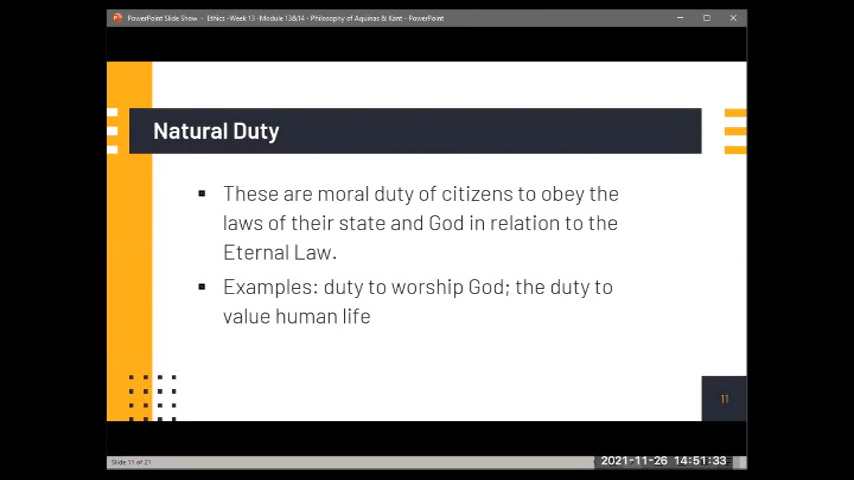 PowerPoint Slide Show - Ethics -Week 13 -Module 13&14 - Philosophy of Aquinas & Kant - PowerPoint
Natural Duty
These are moral duty of citizens to obey the
laws of their state and God in relation to the
Eternal Law.
Examples: duty to worship God; the duty to
value human life
11
Slide 11 of 21
2021-11-26 14:51:33